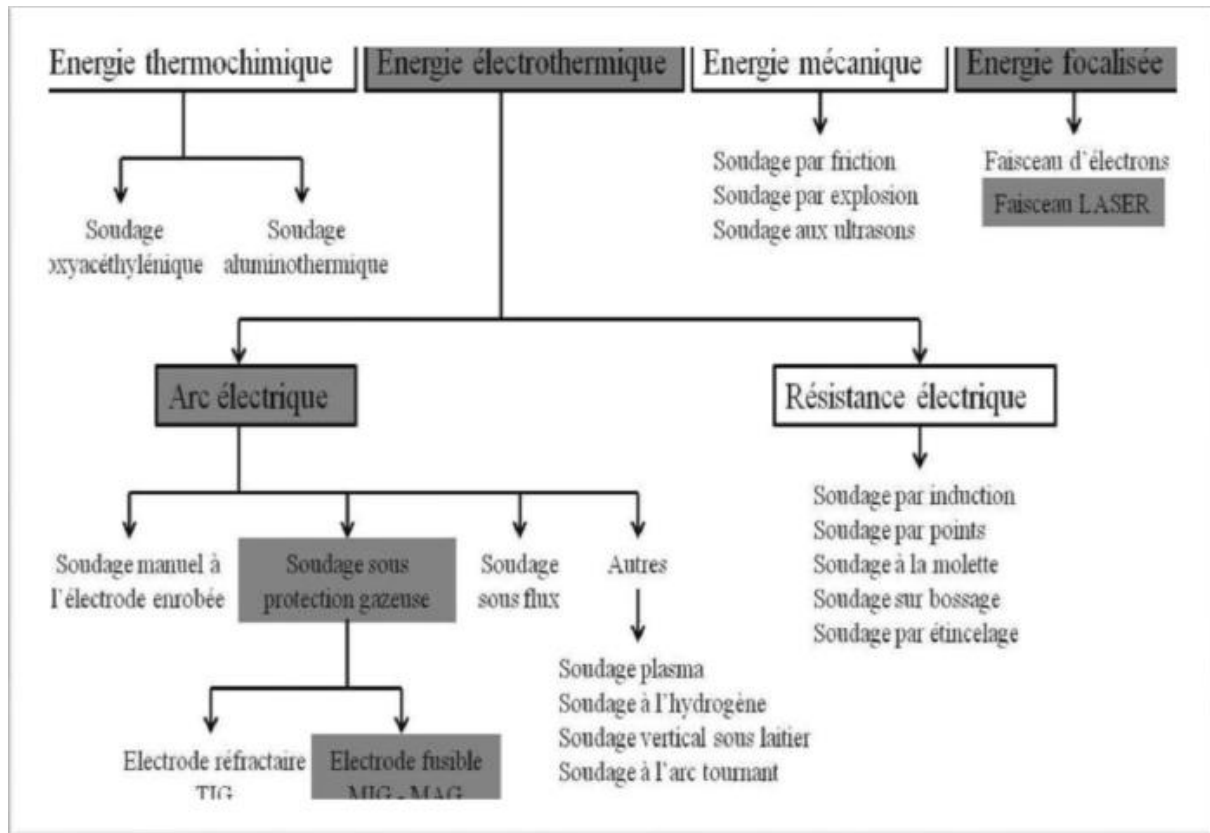 Energie thermochimique
Energie électrothermique
Energie mécanique
Energie focalisée
Soudage
oxyacéthylénique
Soudage
aluminothermique
Soudage par friction
Soudage par explosion
Soudage aux ultrasons
Faisceau d'électrons
Faisceau LASER
Arc électrique
Résistance électrique
Soudage manuel à
l'électrode enrobée
Soudage sous
protection gazeuse
Soudage
sous flux
Autres
Soudage par induction
Soudage par points
Soudage à la molette
Soudage sur bossage
Soudage par étincelage
Soudage plasma
Soudage à l'hydrogène
Soudage vertical sous laitier
Soudage à l'arc tournant
Electrode réfractaire
TIG
Electrode fusible
MIG - MAG